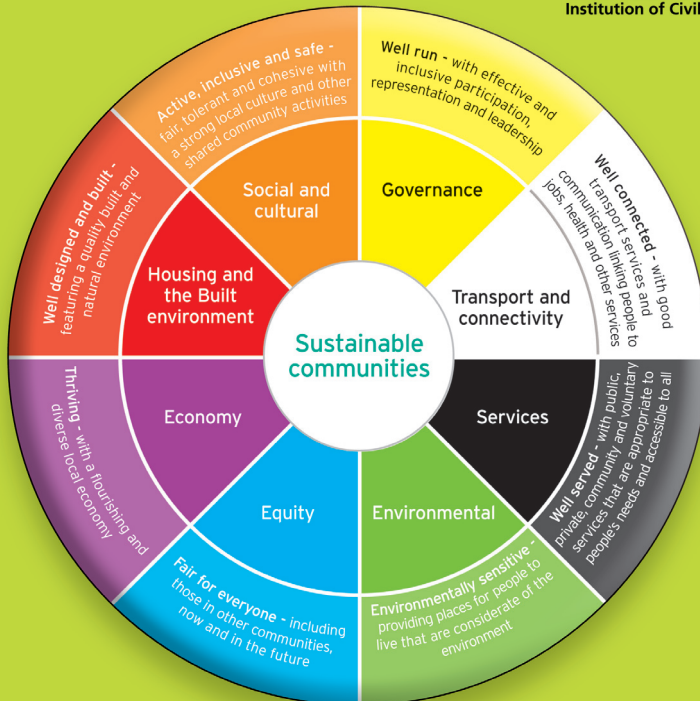 Institution of Civil
Active, inclusive and safe -
fair, tolerant and cohesive with
a strong local culture and other
shared community activities
Well run - with effective and
inclusive participation,
representation and leadership
Well connected - with good
transport services and
communication linking people to
jobs, health and other services
Well served - with public,
private, community and voluntary
services that are appropriate to
people's needs and accessible to all
Environmentally sensitive -
providing places for people to
live that are considerate of the
environment
Fair for everyone - including
those in other communities,
now and in the future
Thriving - with a flourishing and
diverse local economy
Well designed and built -
featuring a quality built and
natural environment
Social and
cultural
Governance
Transport and
connectivity
Services
Environmental
Equity
Economy
Housing and
the Built
environment
Sustainable
communities